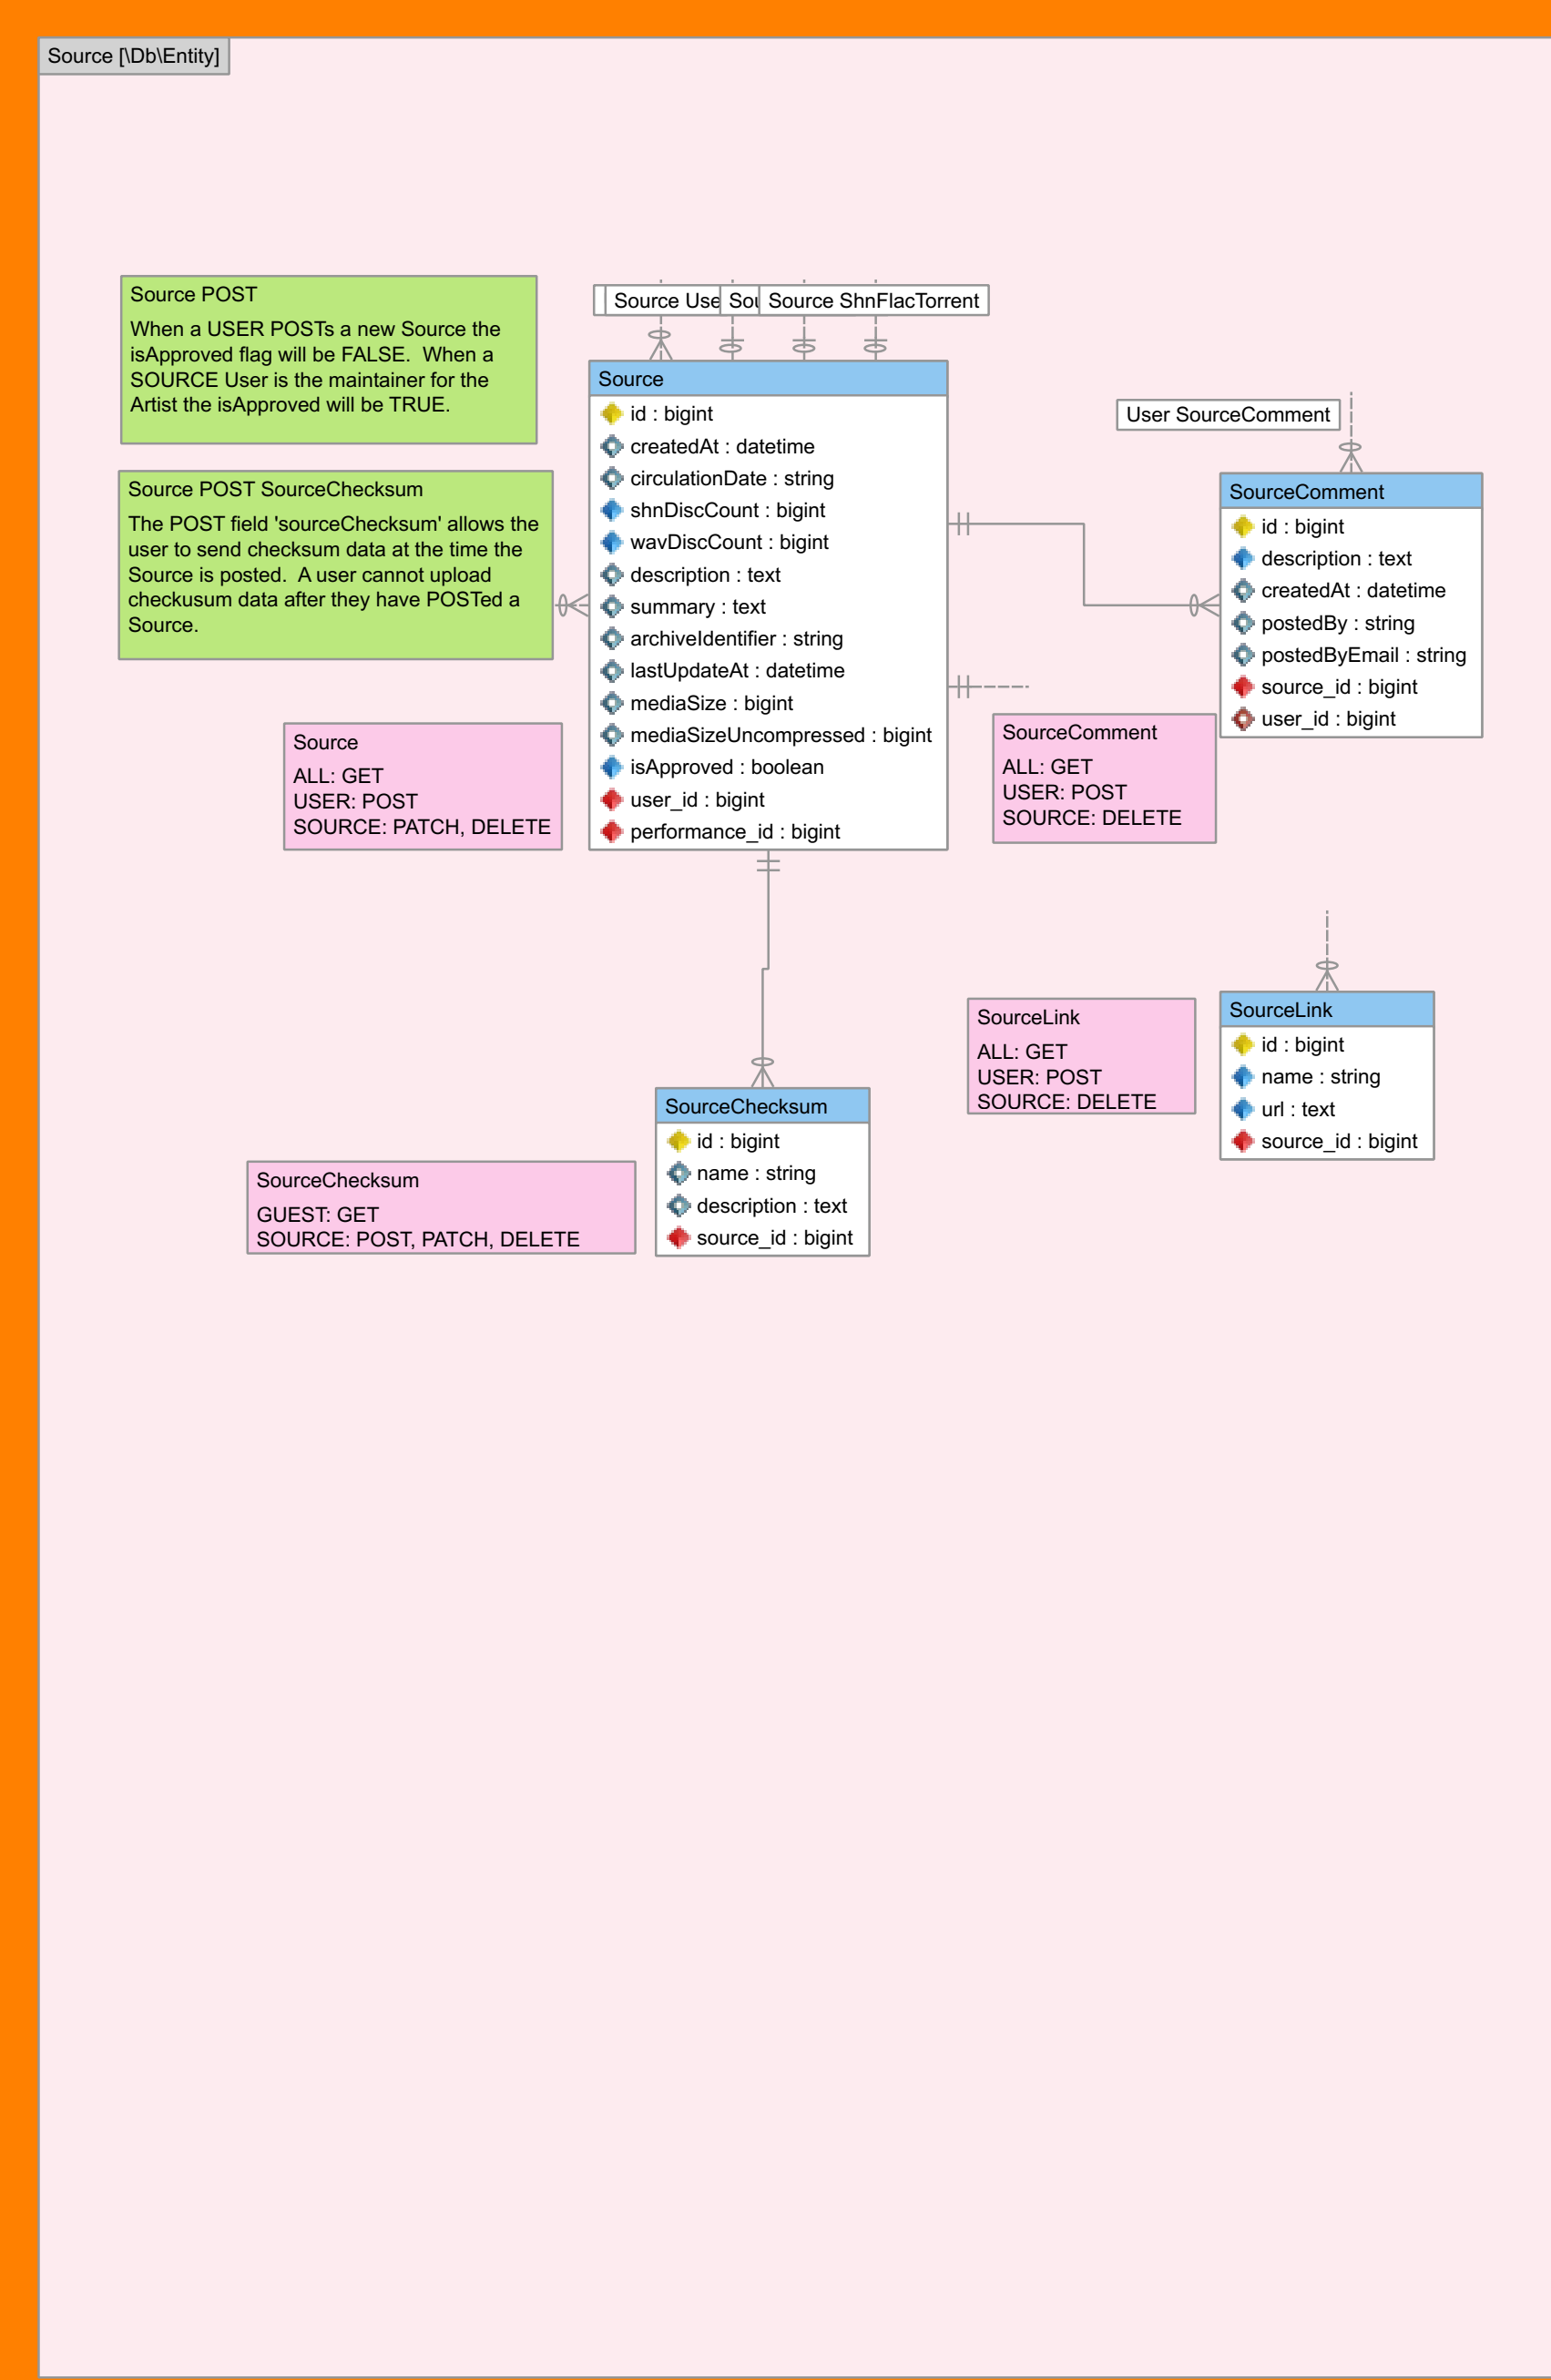 Source [\Db\Entity]
Source POST
When a USER POSTs a new Source the
isApproved flag will be FALSE.  When a
SOURCE User is the maintainer for the
Artist the isApproved will be TRUE.
Source POST SourceChecksum
The POST field 'sourceChecksum' allows the
user to send checksum data at the time the
Source is posted.  A user cannot upload
checkusum data after they have POSTed a
Source.
Source
Source ShnFlacTorrent
Source
id : bigint
createdAt : datetime
circulationDate : string
shnDiscCount : bigint
wavDiscCount : bigint
description : text
summary : text
archiveIdentifier : string
lastUpdateAt : datetime
mediaSize : bigint
mediaSizeUncompressed : bigint
isApproved : boolean
user_id : bigint
performance_id : bigint
User SourceComment
SourceComment
id : bigint
description : text
createdAt : datetime
postedBy : string
postedByEmail : string
source_id : bigint
user_id : bigint
Source
ALL: GET
USER: POST
SOURCE: PATCH, DELETE
SourceComment
ALL: GET
USER: POST
SOURCE: DELETE
SourceLink
ALL: GET
USER: POST
SOURCE: DELETE
SourceLink
id : bigint
name : string
url : text
source_id : bigint
SourceChecksum
GUEST: GET
SOURCE: POST, PATCH, DELETE
SourceChecksum
id : bigint
name : string
description : text
source_id : bigint